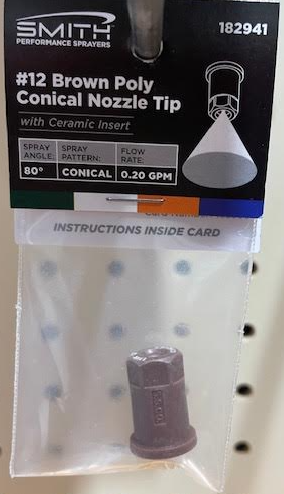 SMITH
PERFORMANCE SPRAYERS
182941
#12 Brown Poly
Conical Nozzle Tip
with Ceramic Insert
SPRAY ANGLE:
SPRAY PATTERN:
FLOW RATE:
80°
CONICAL
0.20 GPM
INSTRUCTIONS INSIDE CARD